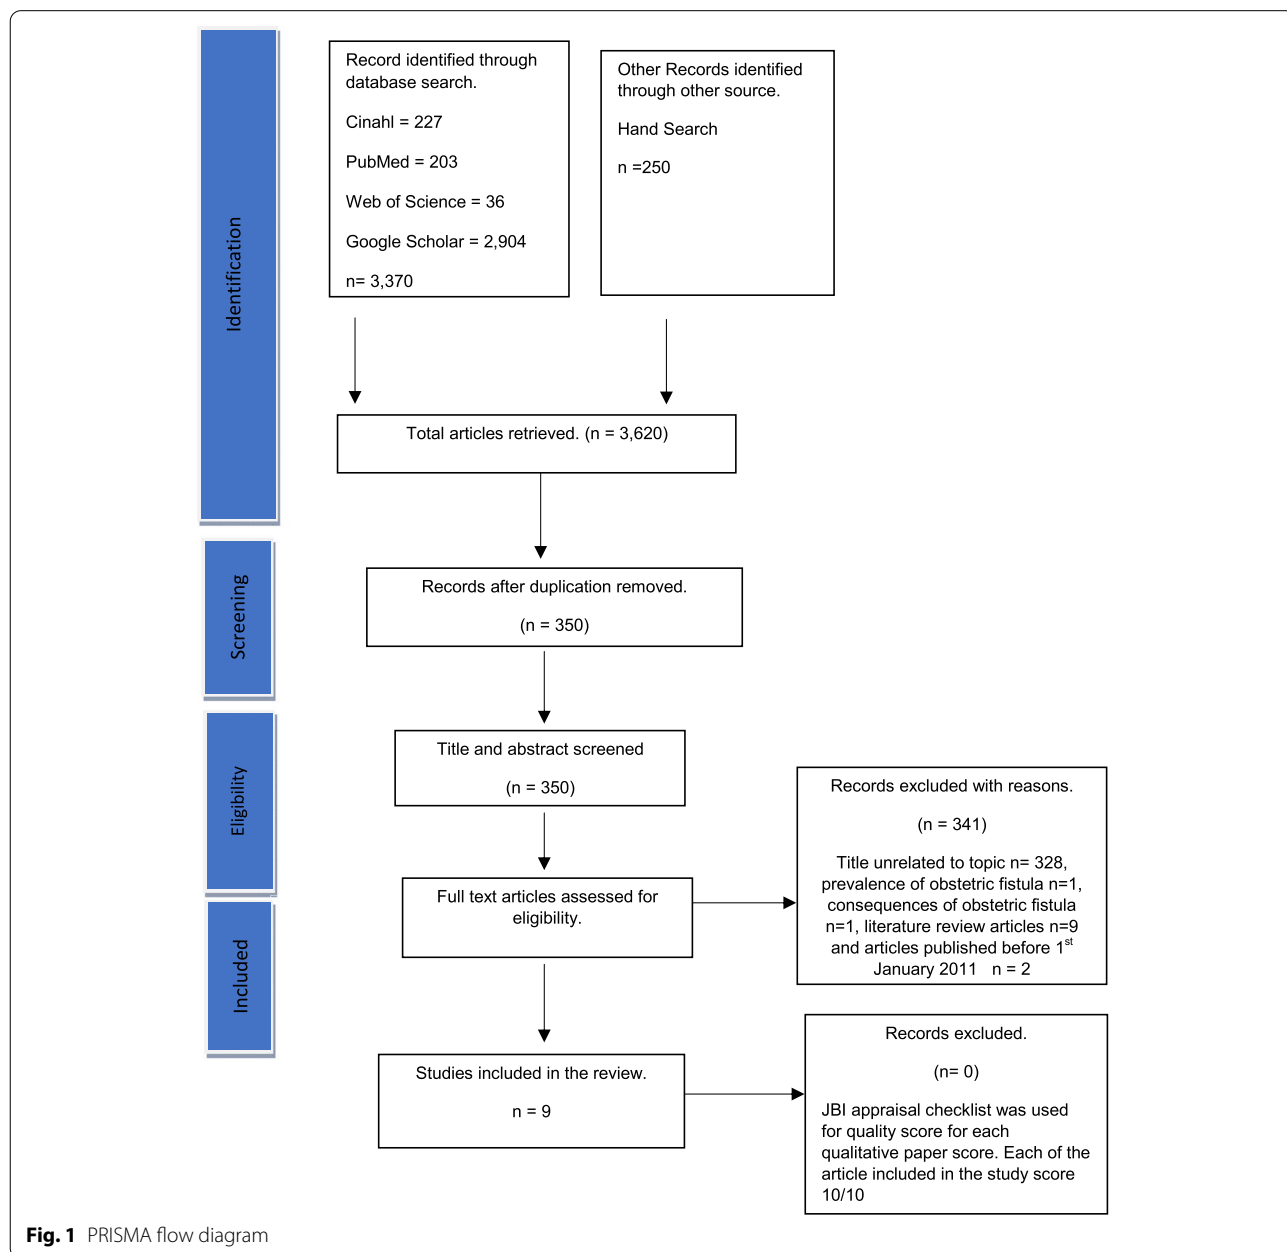 Identification
Record identified through
database search.
Cinahl = 227
PubMed = 203
Web of Science = 36
Google Scholar = 2,904
n= 3,370
Other Records identified
through other source.
Hand Search
n =250
Total articles retrieved. (n = 3,620)
Screening
Records after duplication removed.
(n = 350)
Eligibility
Title and abstract screened
(n = 350)
Records excluded with reasons.
(n = 341)
Title unrelated to topic n= 328,
prevalence of obstetric fistula n=1,
consequences of obstetric fistula
n=1, literature review articles n=9
and articles published before 1st
January 2011 n = 2
Full text articles assessed for
eligibility.
Included
Studies included in the review.
n = 9
Records excluded.
(n= 0)
JBI appraisal checklist was used
for quality score for each
qualitative paper score. Each of the
article included in the study score
10/10
Fig. 1 PRISMA flow diagram